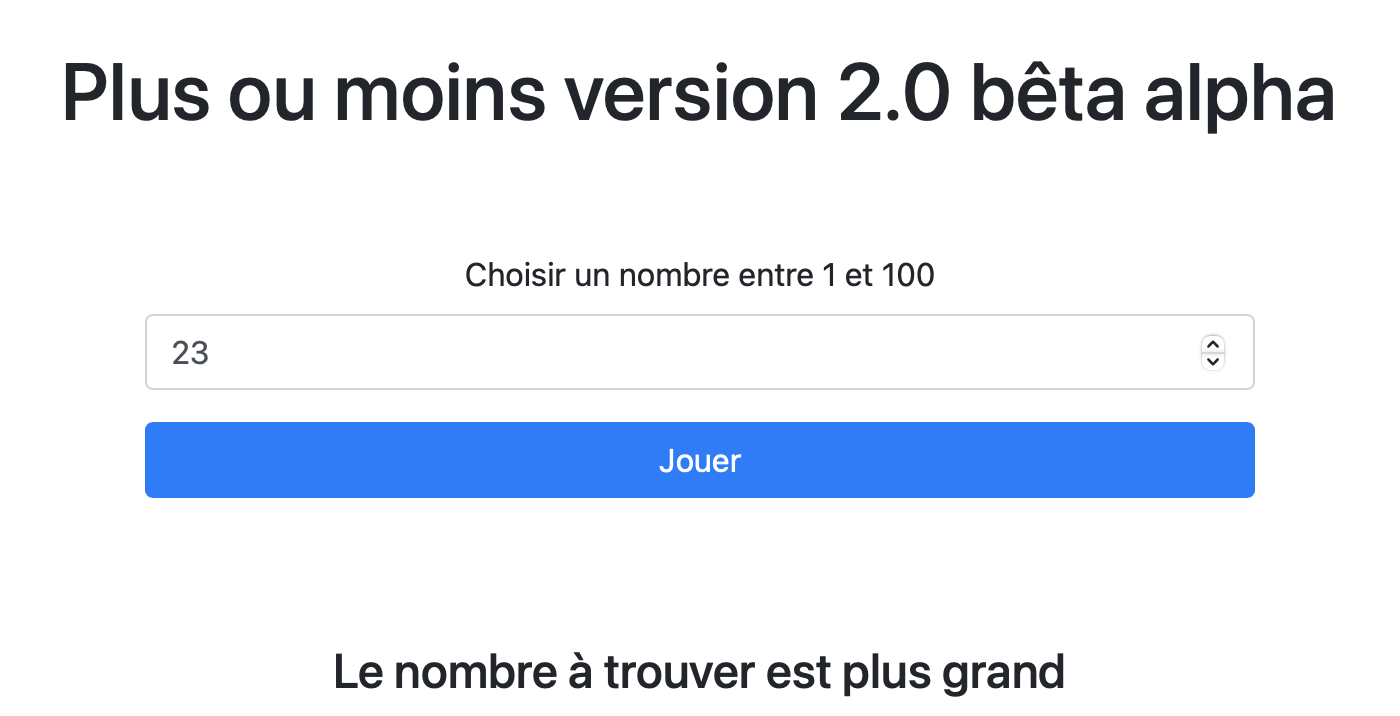 Plus ou moins version 2.0 bêta alpha
Choisir un nombre entre 1 et 100
23
Jouer
Le nombre à trouver est plus grand